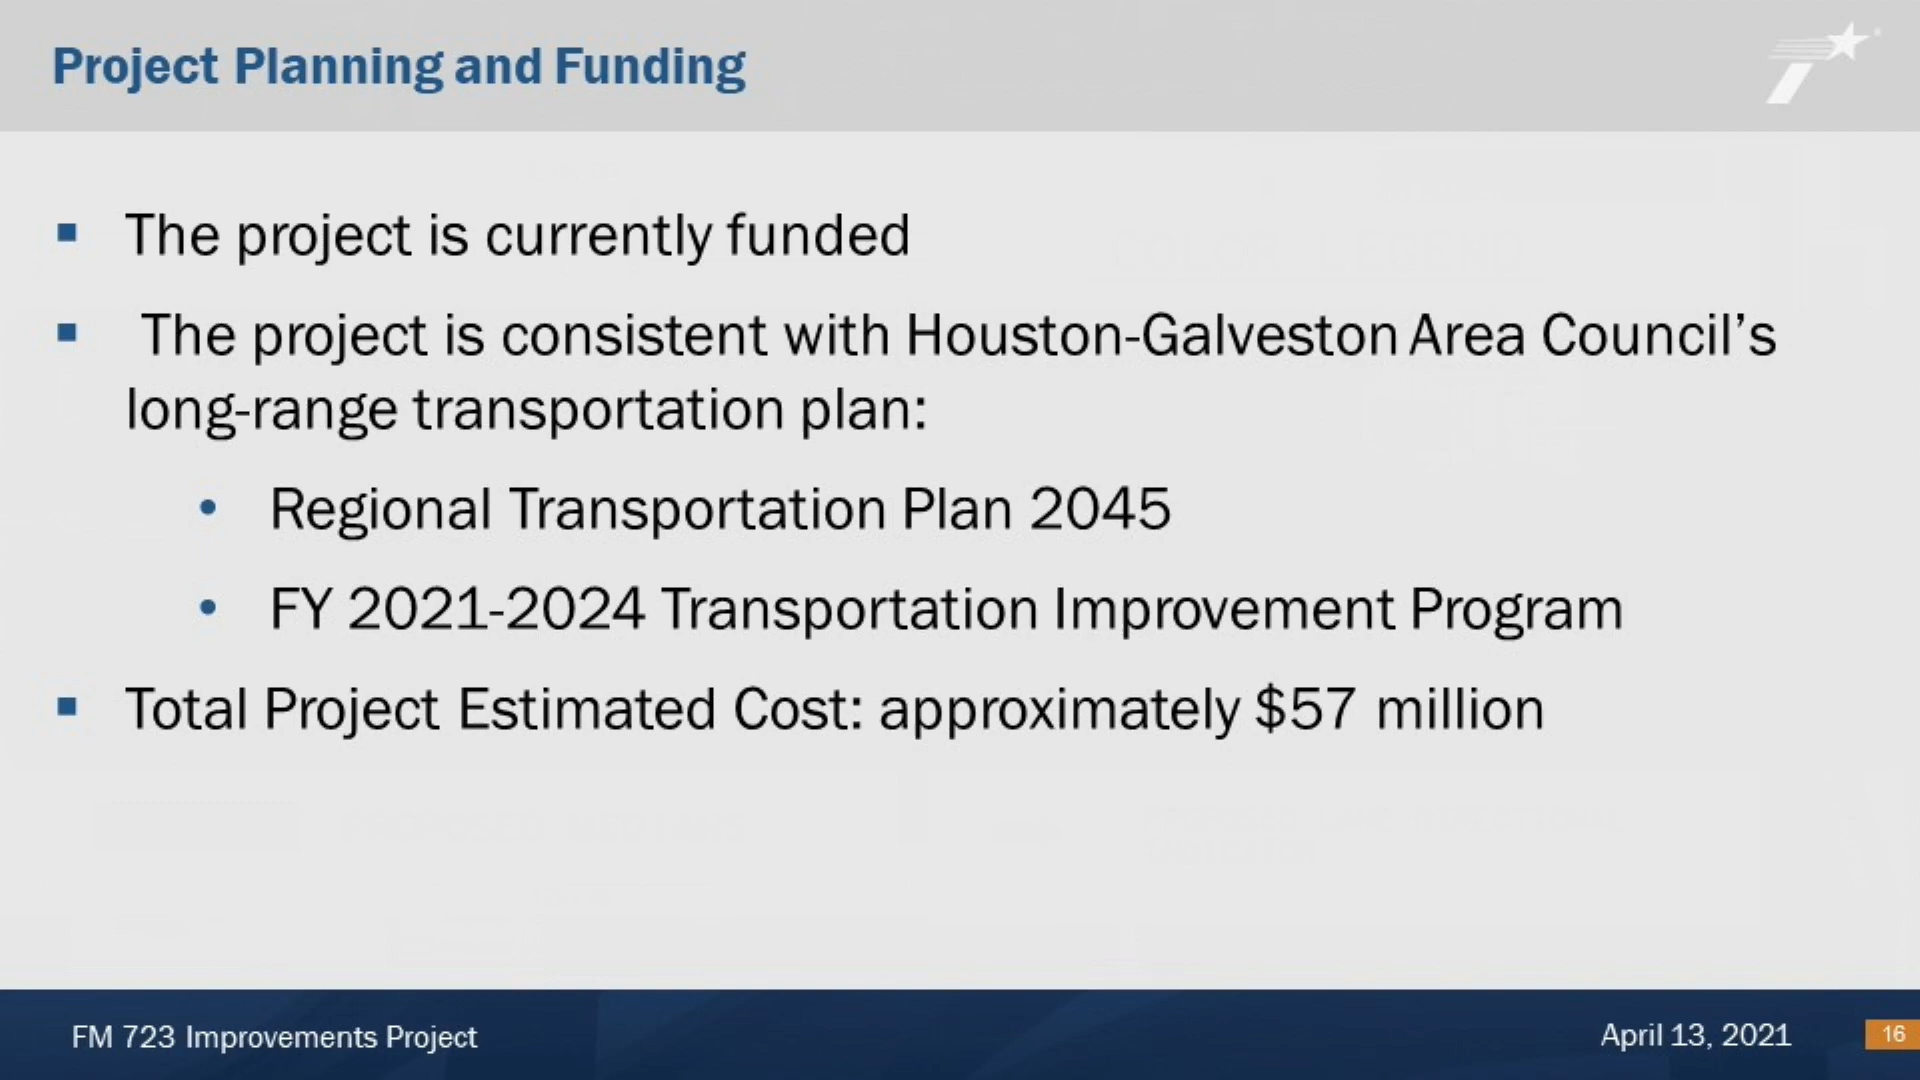 Project Planning and Funding
The project is currently funded
The project is consistent with Houston-Galveston Area Council's
long-range transportation plan:
Regional Transportation Plan 2045
FY 2021-2024 Transportation Improvement Program
Total Project Estimated Cost: approximately $57 million
FM 723 Improvements Project
April 13, 2021
16